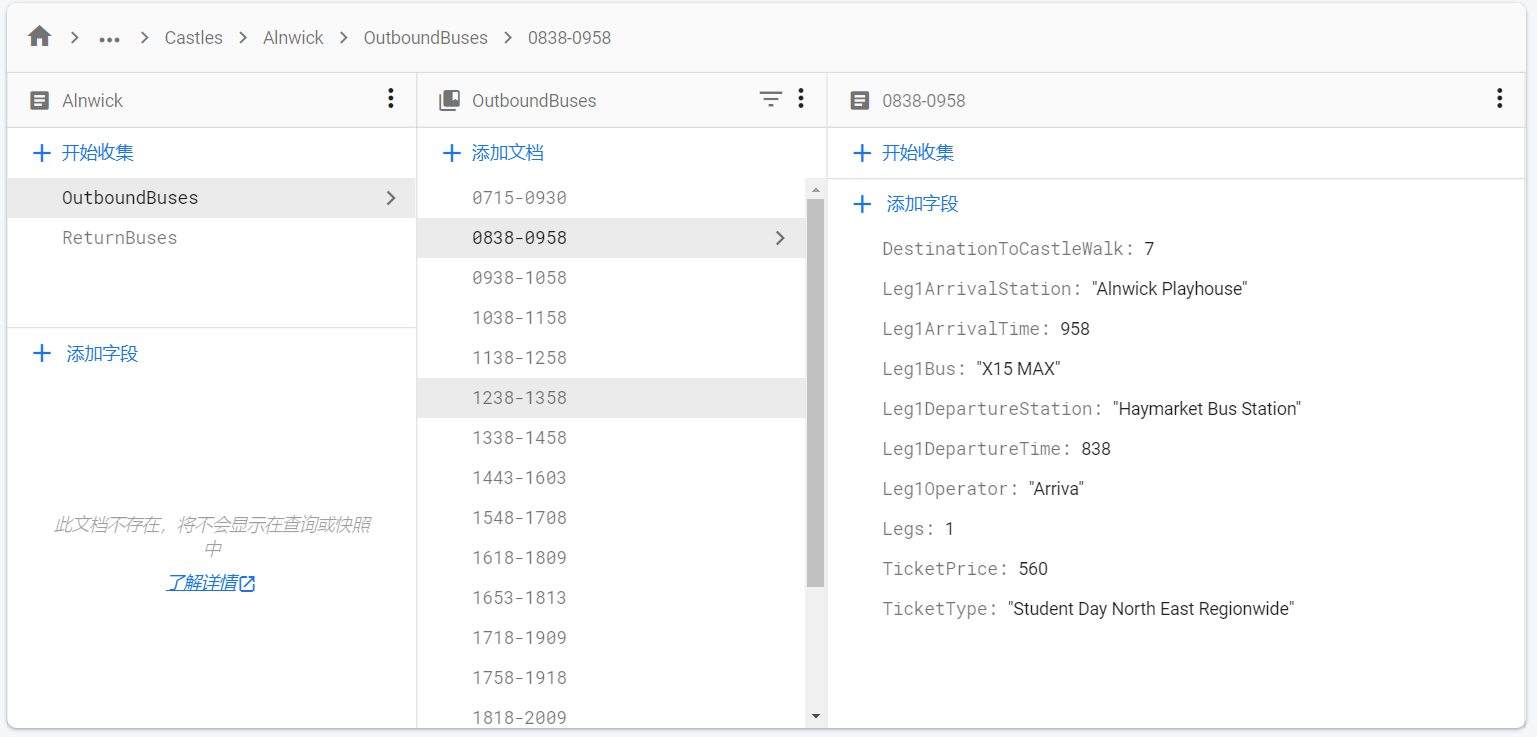 Castles Alnwick OutboundBuses 0838-0958
Alnwick
开始收集
OutboundBuses
ReturnBuses
添加字段
此文档不存在，将不会显示在查询或快照
中
了解详情
OutboundBuses
添加文档
0715-0930
0838-0958
0938-1058
1038-1158
1138-1258
1238-1358
1338-1458
1443-1603
1548-1708
1618-1809
1653-1813
1718-1909
1758-1918
1818-2009
0838-0958
开始收集
添加字段
DestinationToCastleWalk: 7
Leg1ArrivalStation: "Alnwick Playhouse"
Leg1ArrivalTime: 958
Leg1Bus: "X15 MAX"
Leg1DepartureStation: "Haymarket Bus Station"
Leg1DepartureTime: 838
Leg1Operator: "Arriva"
Legs: 1
TicketPrice: 560
TicketType: "Student Day North East Regionwide"